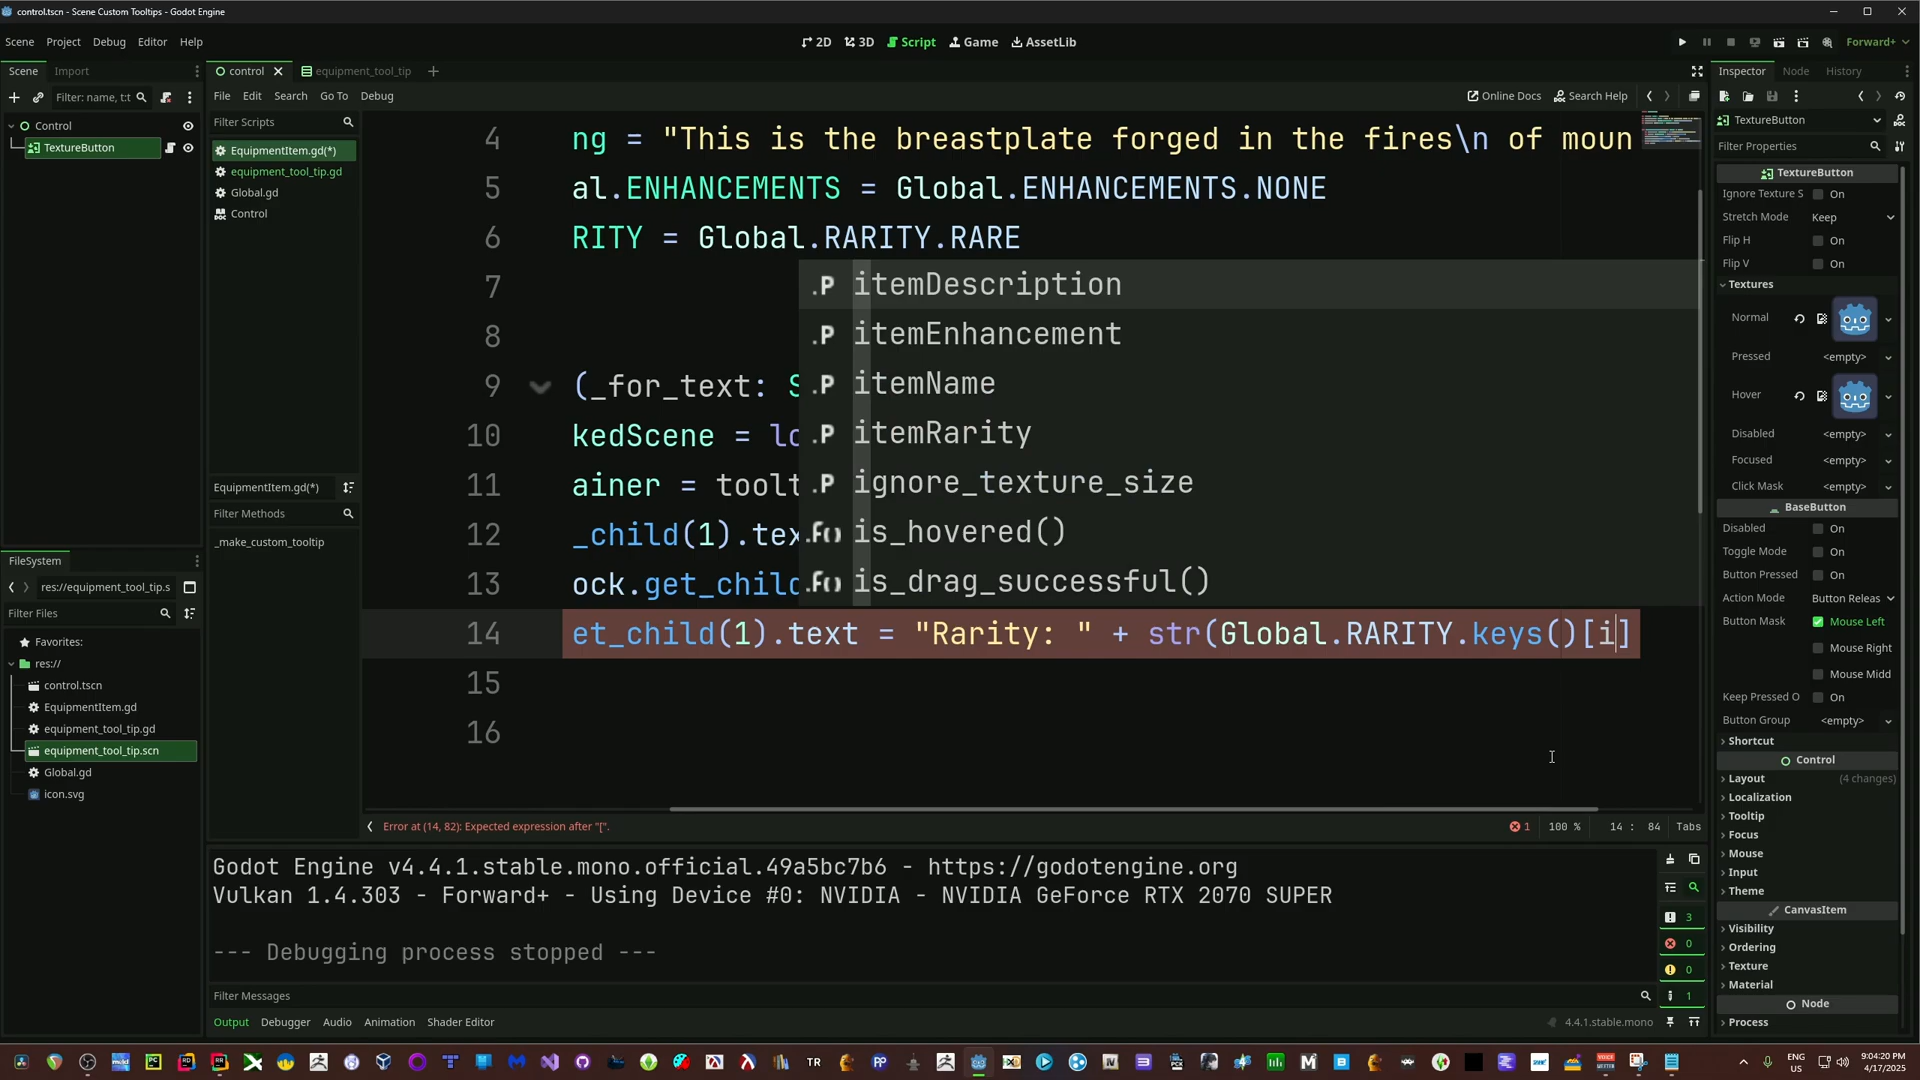 control.tscn - Scene Custom Tooltips - Godot Engine
Scene Project Debug Editor Help
2D 3D Script Game AssetLib
Forward+
Scene Import
control equipment_tool_tip
Inspector Node History
Filter: name, t:t
File Edit Search Go To Debug
Online Docs Search Help
Control
TextureButton
Filter Scripts
EquipmentItem.gd(*)
equipment_tool_tip.gd
Global.gd
Control
EquipmentItem.gd(*)
Filter Methods
_make_custom_tooltip
4 ng = "This is the breastplate forged in the fires\n of moun
5 al.ENHANCEMENTS = Global.ENHANCEMENTS.NONE
6 RITY = Global.RARITY.RARE
7
8
9 (_for_text: S
10 kedScene = lo
11 ainer = toolt
12 _child(1).tex
13 ock.get_child
14 et_child(1).text = "Rarity: " + str(Global.RARITY.keys()[i]
15
16
.P itemDescription
.P itemEnhancement
.P itemName
.P itemRarity
.P ignore_texture_size
.F() is_hovered()
.F() is_drag_successful()
Error at (14, 82): Expected expression after "[".
1 100 % 14 : 84 Tabs
Godot Engine v4.4.1.stable.mono.official.49a5bc7b6 - https://godotengine.org
Vulkan 1.4.303 - Forward+ - Using Device #0: NVIDIA - NVIDIA GeForce RTX 2070 SUPER
--- Debugging process stopped ---
3
0
0
1
Filter Messages
Output Debugger Audio Animation Shader Editor
4.4.1.stable.mono
FileSystem
res://equipment_tool_tip.s
Filter Files
Favorites:
res://
control.tscn
EquipmentItem.gd
equipment_tool_tip.gd
equipment_tool_tip.scn
Global.gd
icon.svg
TextureButton
Filter Properties
TextureButton
Ignore Texture S On
Stretch Mode Keep
Flip H On
Flip V On
Textures
Normal
Pressed <empty>
Hover
Disabled <empty>
Focused <empty>
Click Mask <empty>
BaseButton
Disabled On
Toggle Mode On
Button Pressed On
Action Mode Button Releas
Button Mask Mouse Left
Mouse Right
Mouse Midd
Keep Pressed O On
Button Group <empty>
Shortcut
Control
Layout (4 changes)
Localization
Tooltip
Focus
Mouse
Input
Theme
CanvasItem
Visibility
Ordering
Texture
Material
Node
Process
ENG
US
9:04:20 PM
4/17/2025